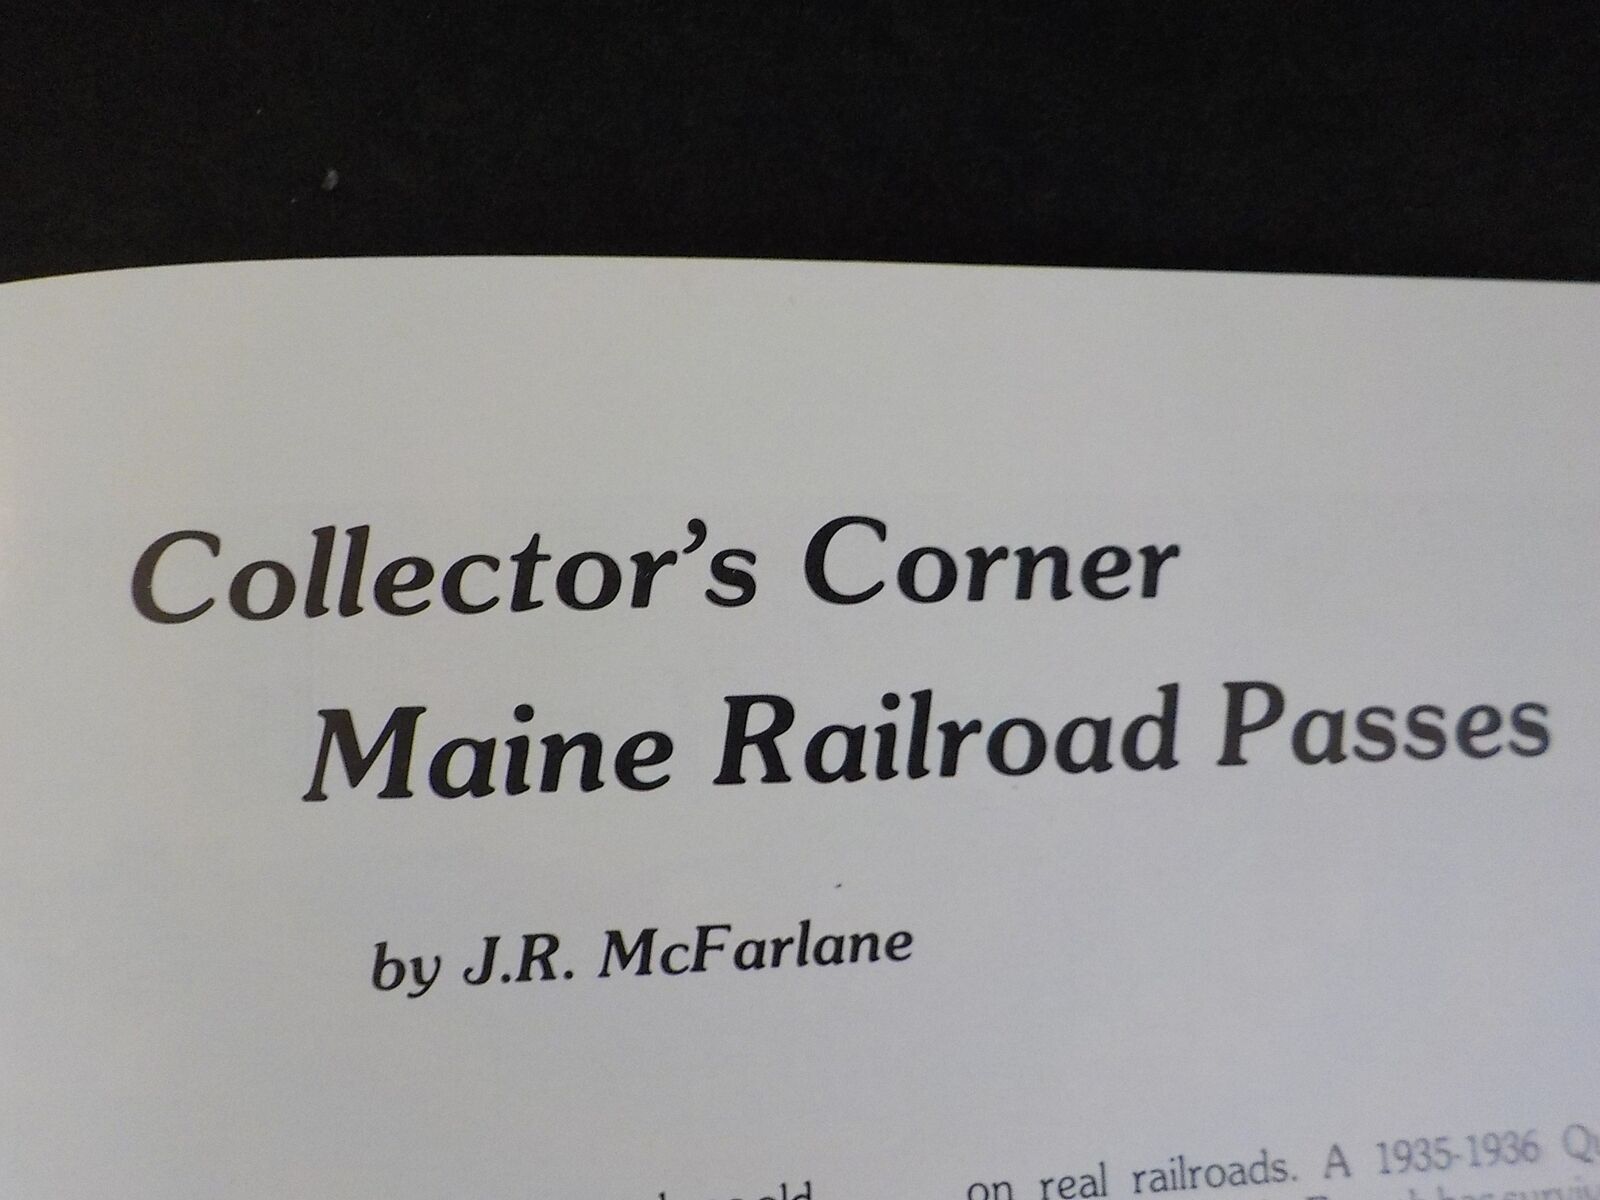 Collector's Corner
Maine Railroad Passes
by J.R. McFarlane
on real railroads. A 1935-1936